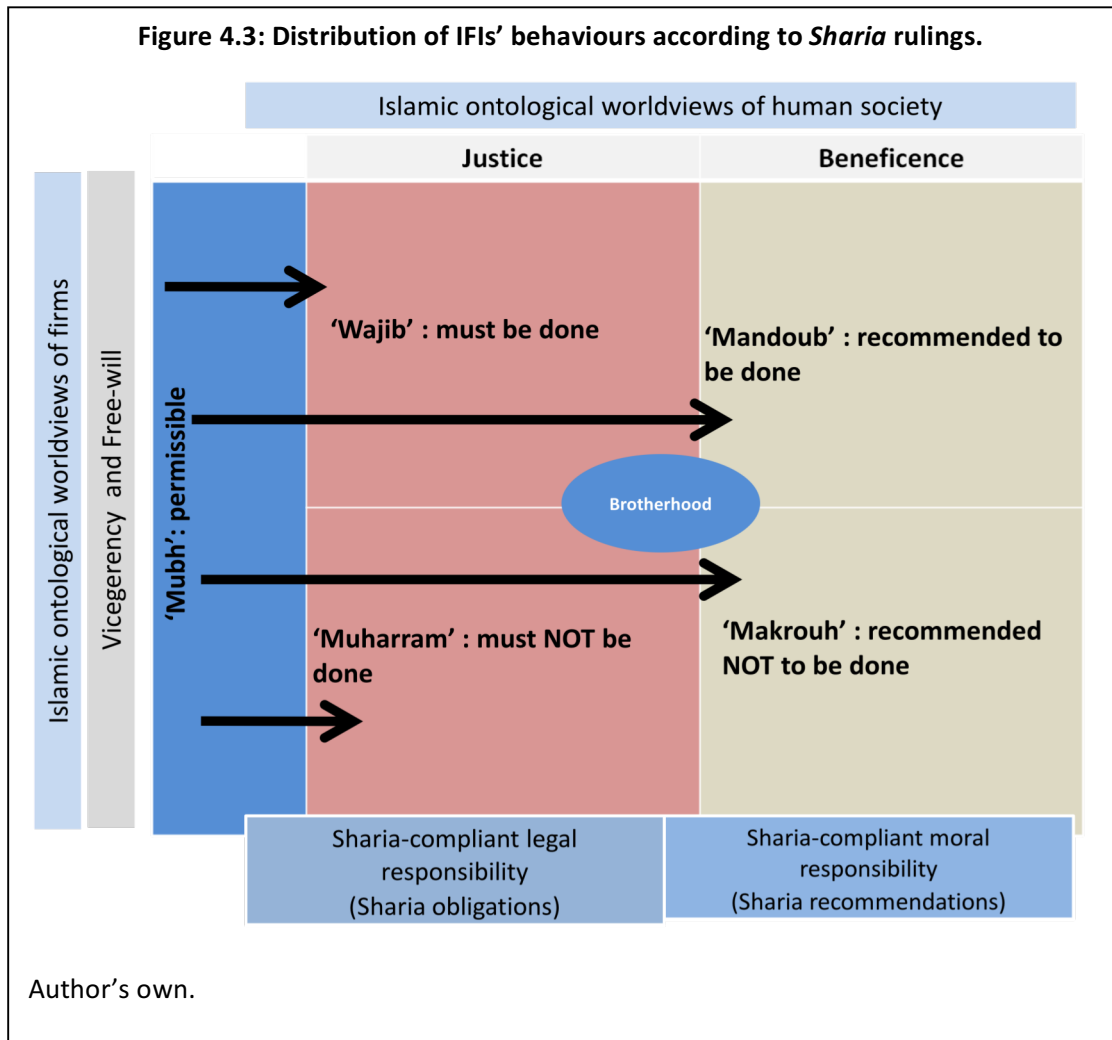 Figure 4.3: Distribution of IFIs’ behaviours according to Sharia rulings.
Islamic ontological worldviews of human society
Justice
Beneficence
Islamic ontological worldviews of firms
Vicegerency and Free-will
‘Mubh’: permissible
‘Wajib’ : must be done
‘Mandoub’ : recommended to
be done
Brotherhood
‘Muharram’ : must NOT be
done
‘Makrouh’ : recommended
NOT to be done
Sharia-compliant legal
responsibility
(Sharia obligations)
Sharia-compliant moral
responsibility
(Sharia recommendations)
Author’s own.